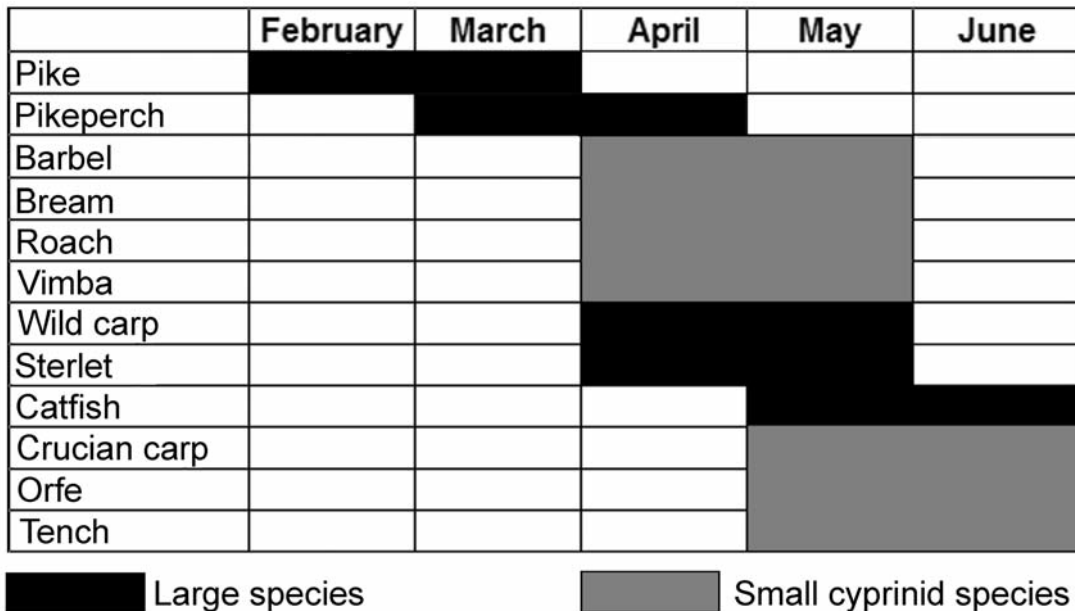 February March April May June
Pike
Pikeperch
Barbel
Bream
Roach
Vimba
Wild carp
Sterlet
Catfish
Crucian carp
Orfe
Tench
Large species Small cyprinid species